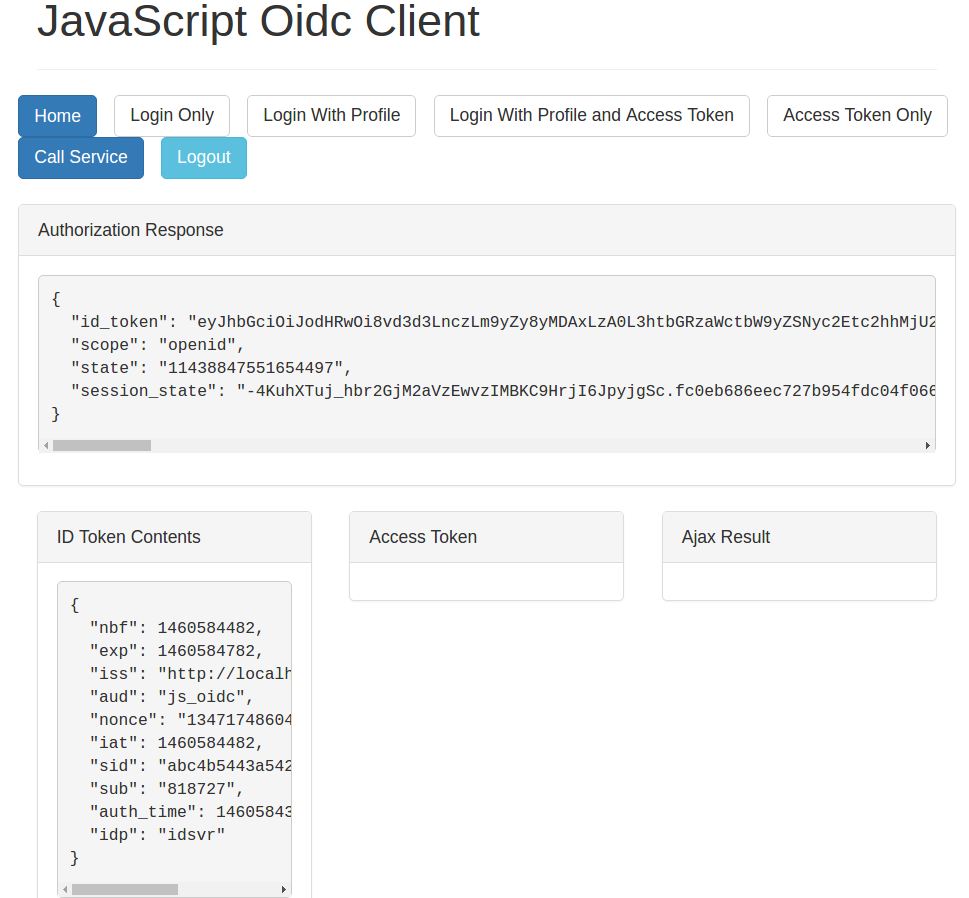 JavaScript Oidc Client
Home Login Only Login With Profile Login With Profile and Access Token Access Token Only
Call Service Logout
Authorization Response
{
"id_token": "eyJhbGciOiJodHRwOi8vd3d3LnczLm9yZy8yMDAxLzA0L3htbGRzaWctbW9yZSNyc2Etc2hhMjU2
"scope": "openid",
"state": "11438847551654497",
"session_state": "-4KuhXTuj_hbr2GjM2aVzEwvzIMBKC9HrjI6JpyjgSc.fc0eb686eec727b954fdc04f066
}
ID Token Contents
{
"nbf": 1460584482,
"exp": 1460584782,
"iss": "http://localh
"aud": "js_oidc",
"nonce": "13471748604
"iat": 1460584482,
"sid": "abc4b5443a542
"sub": "818727",
"auth_time": 14605843
"idp": "idsvr"
}
Access Token
Ajax Result